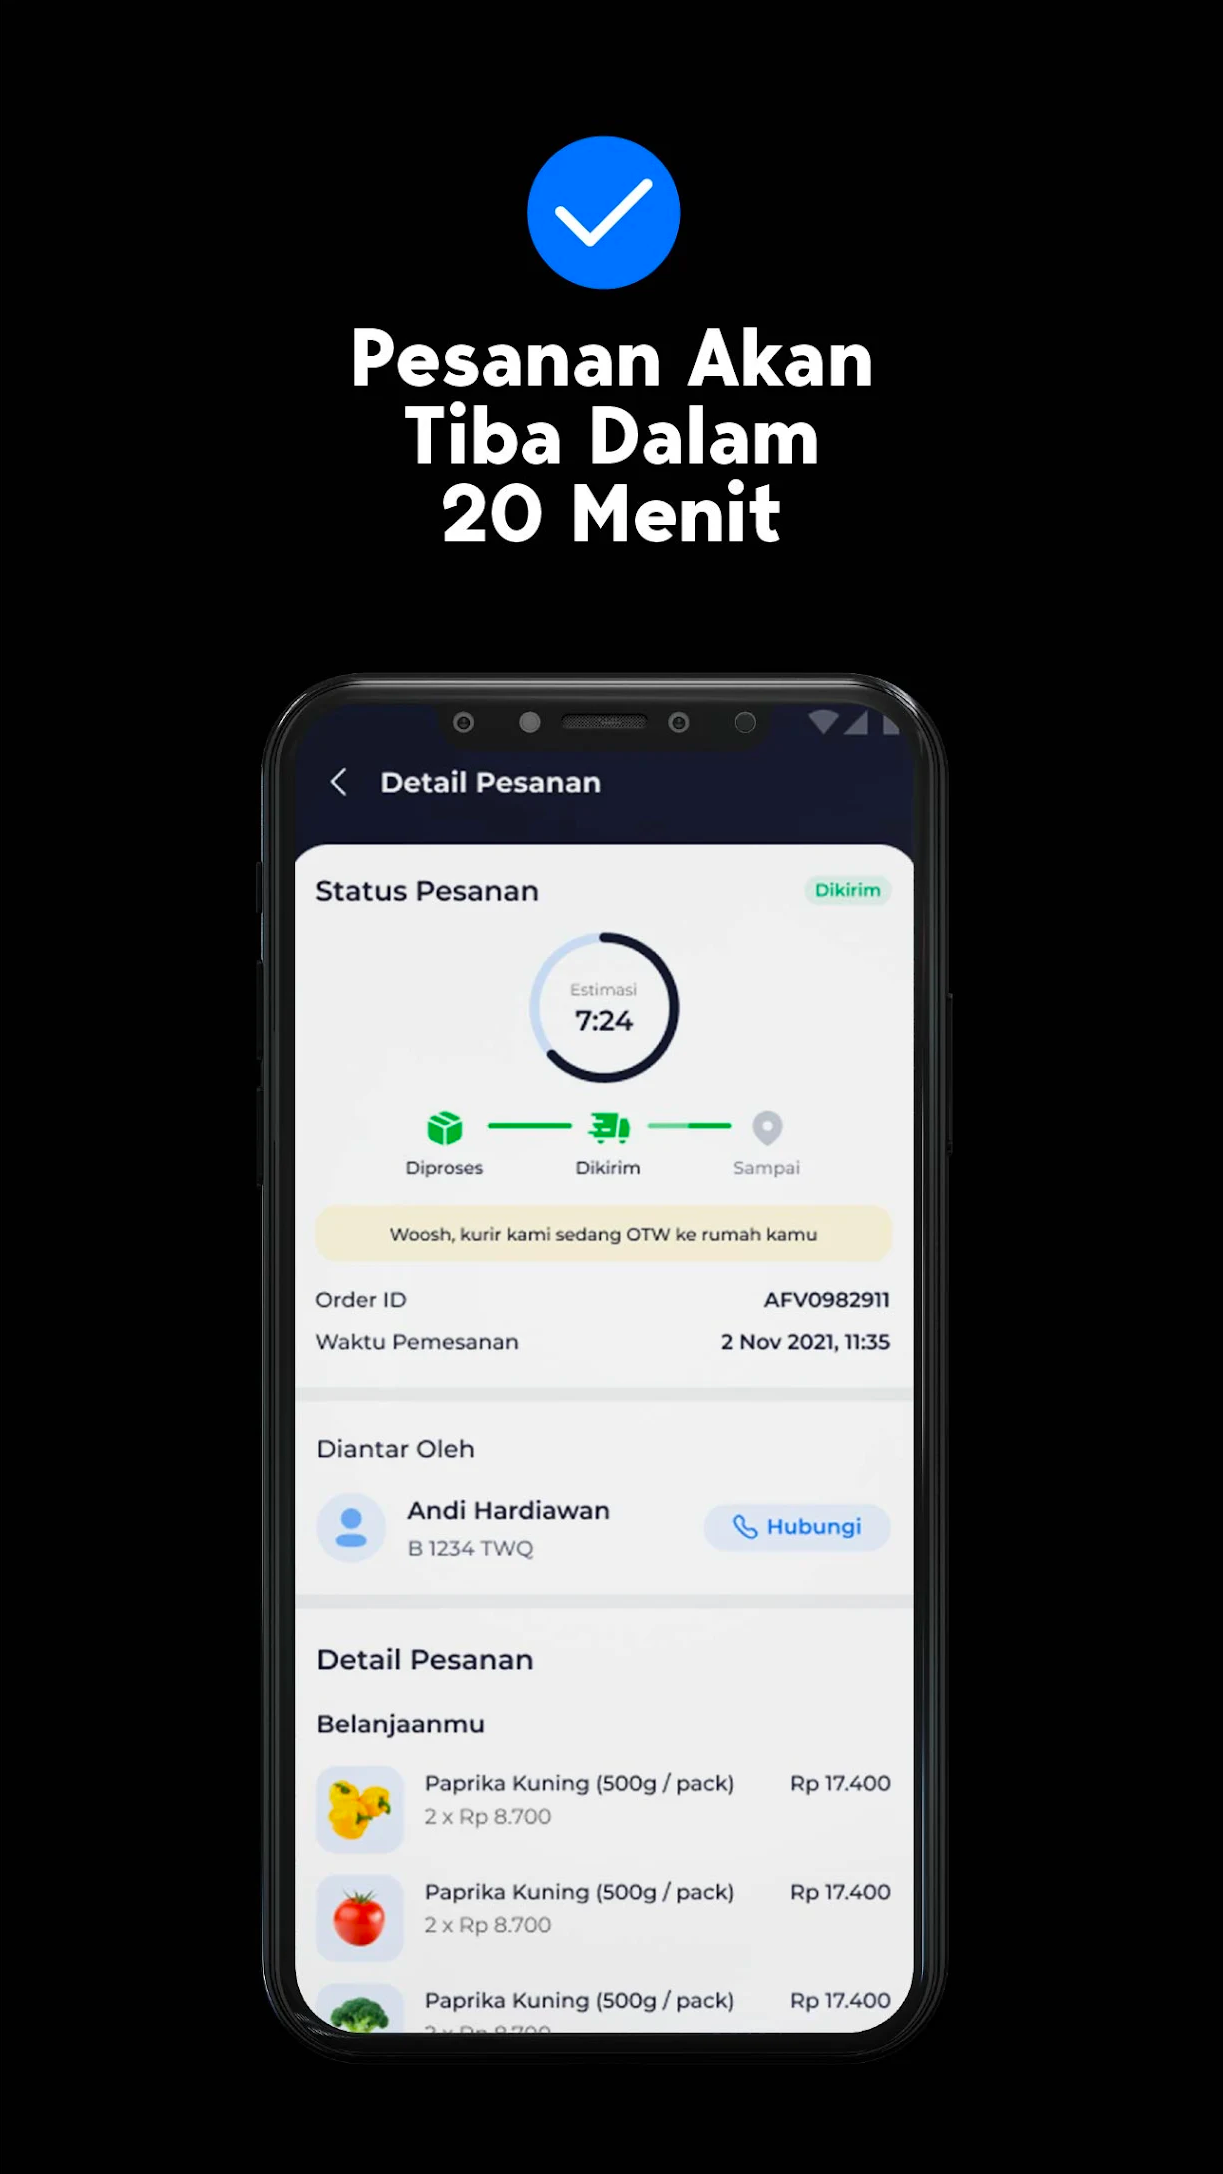 Pesanan Akan
Tiba Dalam
20 Menit
Detail Pesanan
Status Pesanan
Dikirim
Estimasi
7:24
Diproses
Dikirim
Sampai
Woosh, kurir kami sedang OTW ke rumah kamu
Order ID
AFV0982911
Waktu Pemesanan
2 Nov 2021, 11:35
Diantar Oleh
Andi Hardiawan
B 1234 TWQ
Hubungi
Detail Pesanan
Belanjaanmu
Paprika Kuning (500g / pack)
Rp 17.400
2 x Rp 8.700
Paprika Kuning (500g / pack)
Rp 17.400
2 x Rp 8.700
Paprika Kuning (500g / pack)
Rp 17.400